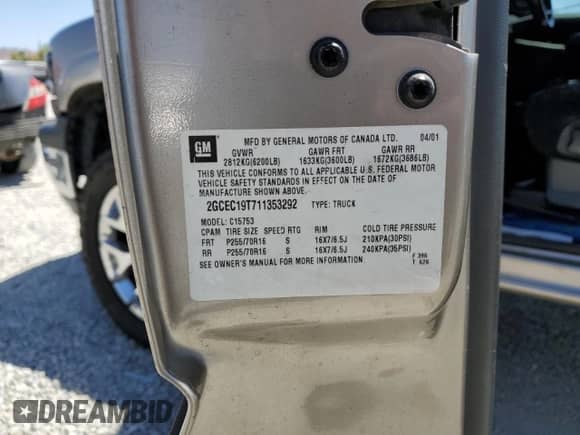 GM
MFD BY GENERAL MOTORS OF CANADA LTD. 04/01
GVWR GAWR FRT GAWR RR
2812KG(6200LB) 1633KG(3600LB) 1672KG(3686LB)
THIS VEHICLE CONFORMS TO ALL APPLICABLE U.S. FEDERAL MOTOR
VEHICLE SAFETY STANDARDS IN EFFECT ON THE DATE OF
MANUFACTURE SHOWN ABOVE.
2GCEC19T711353292 TYPE: TRUCK
MODEL: C15753
CPAM TIRE SIZE SPEED RTG RIM COLD TIRE PRESSURE
FRT P255/70R16 S 16X7/6.5J 210KPA(30PSI)
RR P255/70R16 S 16X7/6.5J 240KPA(35PSI)
SEE OWNER'S MANUAL FOR MORE INFORMATION.
F 396
T 626
DREAMBID